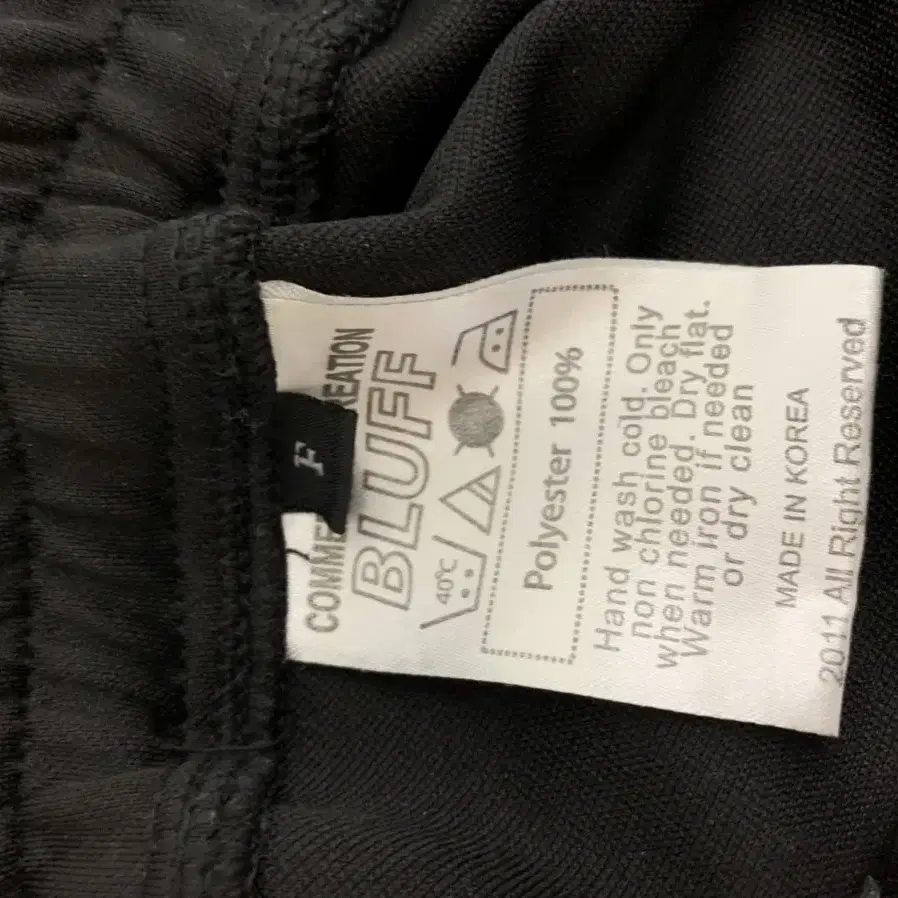 COMME
EATION
F
BLUFF
40℃
Polyester 100%
Hand wash cold. Only
non chlorine bleach
when needed. Dry flat.
Warm iron if needed
or dry clean
MADE IN KOREA
2011 All Right Reserved